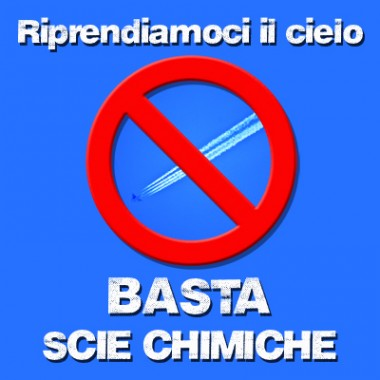 Riprendiamoci il cielo
BASTA
SCIE CHIMICHE